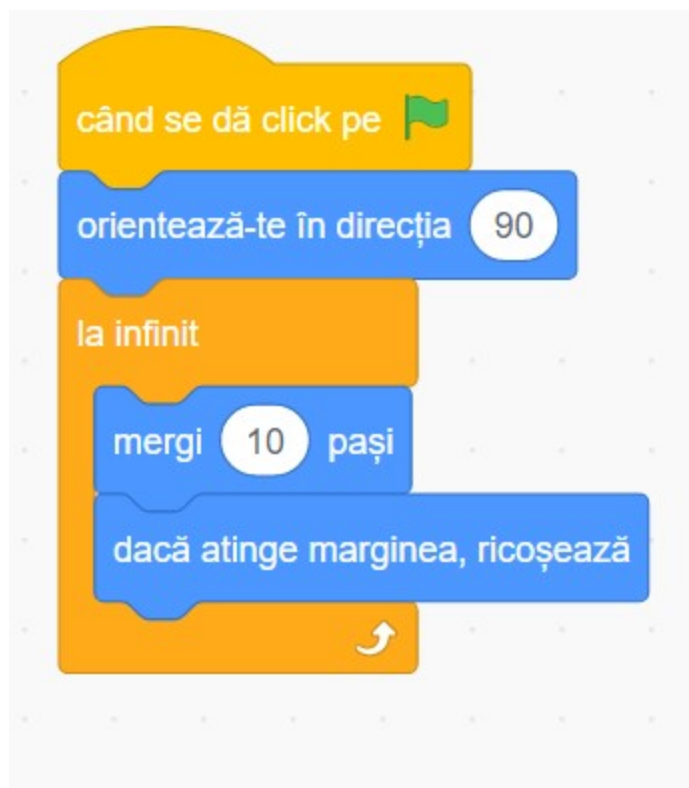 când se dă click pe
orientează-te în direcția 90
la infinit
mergi 10 pași
dacă atinge marginea, ricoșează